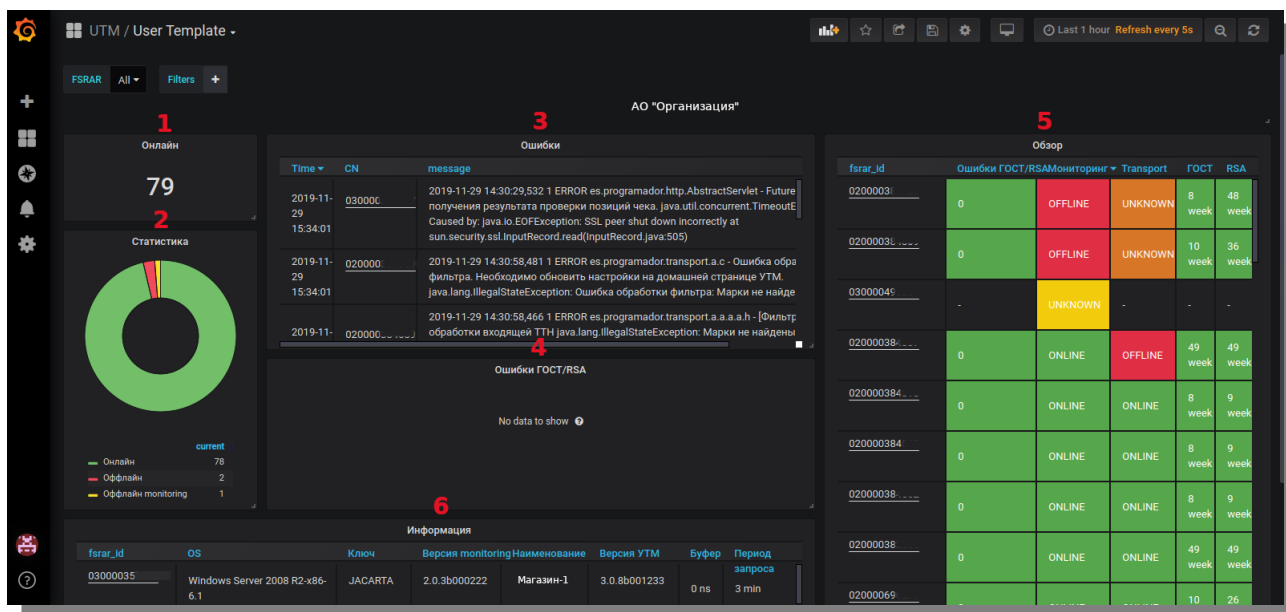 UTM / User Template
Last 1 hour Refresh every 5s
FSRAR All Filters +
АО "Организация"
1
Онлайн
79
2
Статистика
current
Онлайн 78
Оффлайн 2
Оффлайн monitoring 1
3
Ошибки
Time CN message
2019-11-29 15:34:01
030000
2019-11-29 14:30:29,532 1 ERROR es.programador.http.AbstractServlet - Future
получения результата проверки позиций чека. java.util.concurrent.TimeoutE
Caused by: java.io.EOFException: SSL peer shut down incorrectly at
sun.security.ssl.InputRecord.read(InputRecord.java:505)
2019-11-29 15:34:01
020000
2019-11-29 14:30:58,481 1 ERROR es.programador.transport.a.c - Ошибка обра
фильтра. Необходимо обновить настройки на домашней странице УТМ.
java.lang.IllegalStateException: Ошибка обработки фильтра: Марки не найде
2019-11-
020000
2019-11-29 14:30:58,466 1 ERROR es.programador.transport.a.a.a.a.h - [Фильтр
обработки входящей ТТН java.lang.IllegalStateException: Марки не найдены
4
Ошибки ГОСТ/RSA
No data to show
5
Обзор
fsrar_id Ошибки ГОСТ/RSA Мониторинг Transport ГОСТ RSA
0200003 0 OFFLINE UNKNOWN 8 week 48 week
0200003 0 OFFLINE UNKNOWN 10 week 36 week
03000049 - UNKNOWN - - -
02000038 0 ONLINE OFFLINE 49 week 49 week
020000384 0 ONLINE ONLINE 8 week 9 week
020000384 0 ONLINE ONLINE 8 week 9 week
02000038 0 ONLINE ONLINE 8 week 9 week
02000038 0 ONLINE ONLINE 49 week 49 week
02000069 10 26
6
Информация
fsrar_id OS Ключ Версия monitoring Наименование Версия УТМ Буфер Период запроса
03000035 Windows Server 2008 R2-x86-6.1 JACARTA 2.0.3b000222 Магазин-1 3.0.8b001233 0 ns 3 min